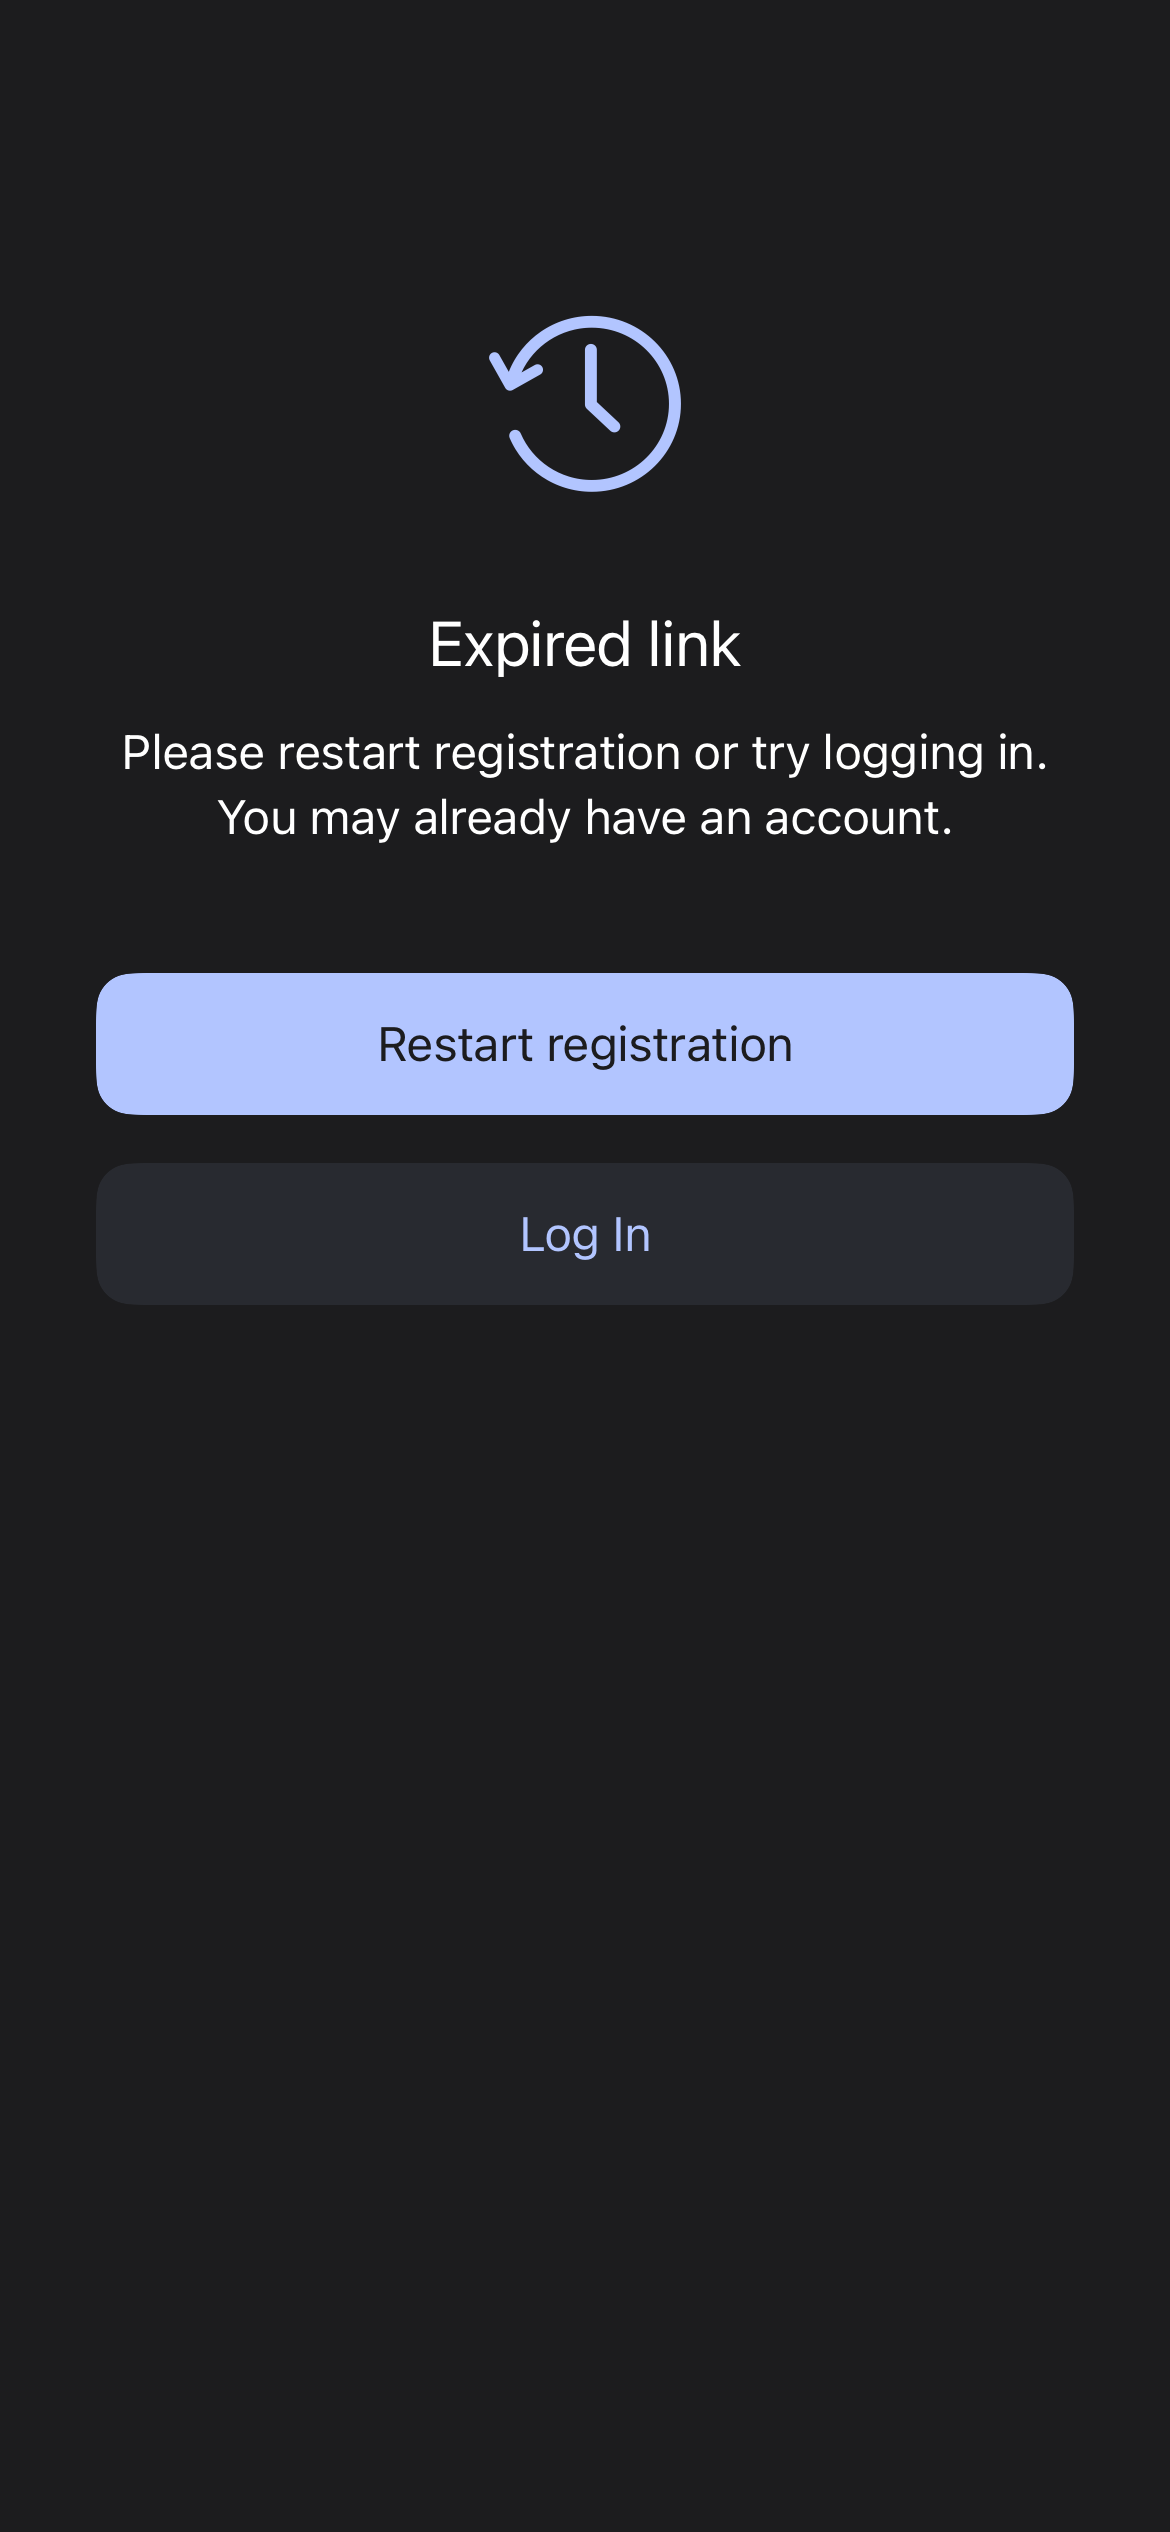 Expired link
Please restart registration or try logging in.
You may already have an account.
Restart registration
Log In